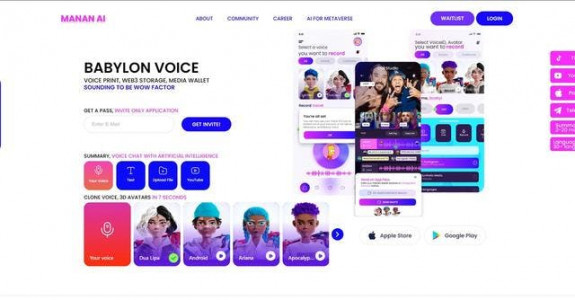 MANAN AI
ABOUT
COMMUNITY
CAREER
AI FOR METAVERSE
WAITLIST
LOGIN
BABYLON VOICE
VOICE PRINT, WEB3 STORAGE, MEDIA WALLET
SOUNDING TO BE WOW FACTOR
GET A PASS, INVITE ONLY APPLICATION
Enter E-Mail
GET INVITE!
SUMMARY, VOICE CHAT WITH ARTIFICIAL INTELLIGENCE
Your voice
Text
Upload File
YouTube
CLONE VOICE, 3D AVATARS IN 7 SECONDS
Your voice
Dua Lipa
Android
Ariana
Apocalyp..
Select a voice
you want to record
Select Voice(s), Avatar
you want to record
You're all set
Apple Store
Google Play